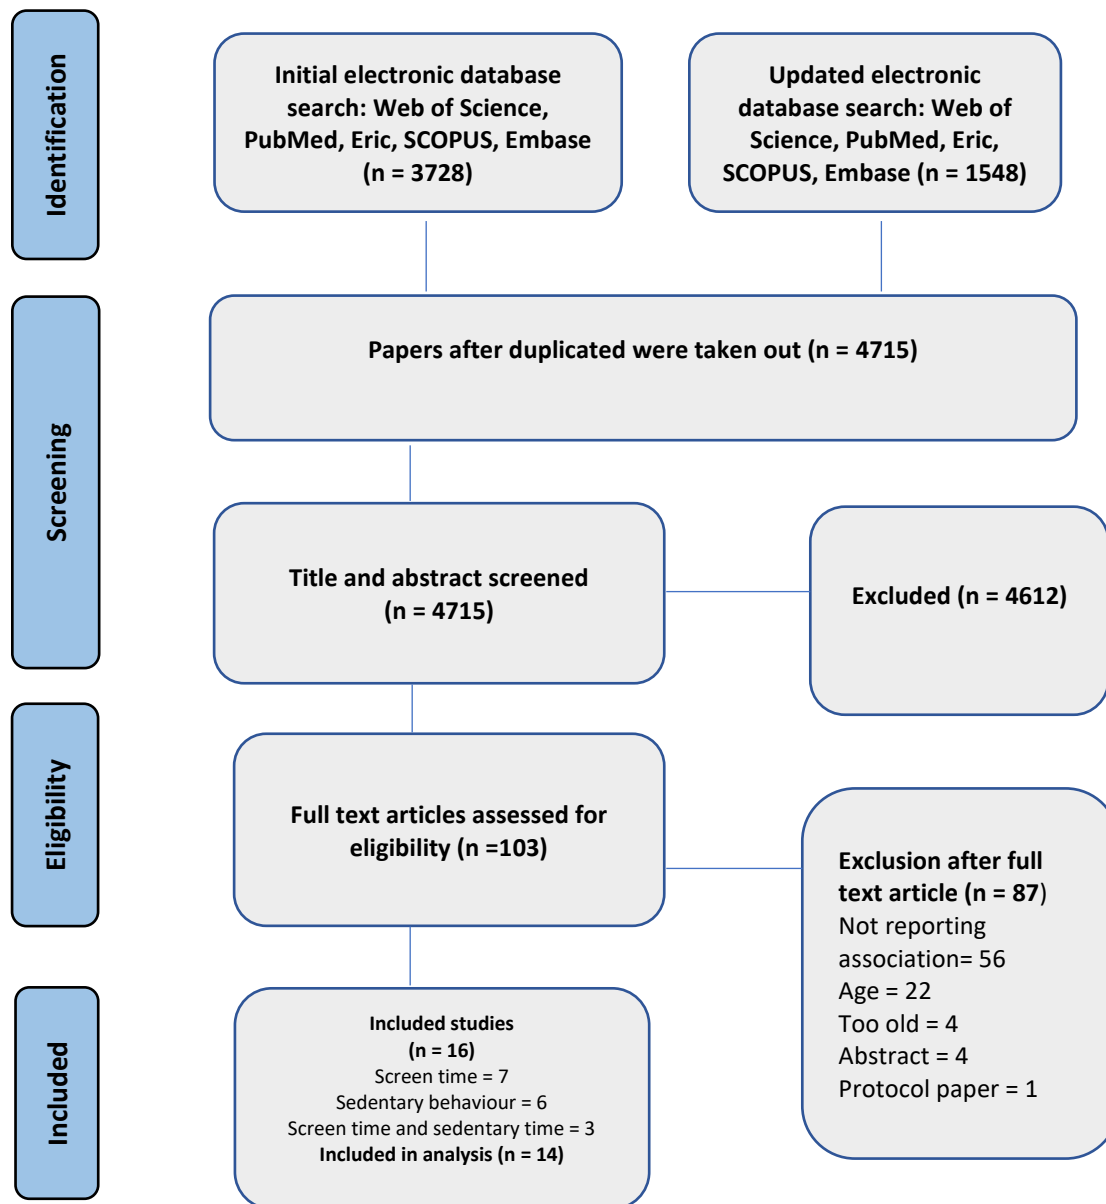 Identification
Initial electronic database
search: Web of Science,
PubMed, Eric, SCOPUS, Embase
(n = 3728)
Updated electronic
database search: Web of
Science, PubMed, Eric,
SCOPUS, Embase (n = 1548)
Screening
Papers after duplicated were taken out (n = 4715)
Title and abstract screened
(n = 4715)
Excluded (n = 4612)
Eligibility
Full text articles assessed for
eligibility (n =103)
Exclusion after full
text article (n = 87)
Not reporting
association= 56
Age = 22
Too old = 4
Abstract = 4
Protocol paper = 1
Included
Included studies
(n = 16)
Screen time = 7
Sedentary behaviour = 6
Screen time and sedentary time = 3
Included in analysis (n = 14)